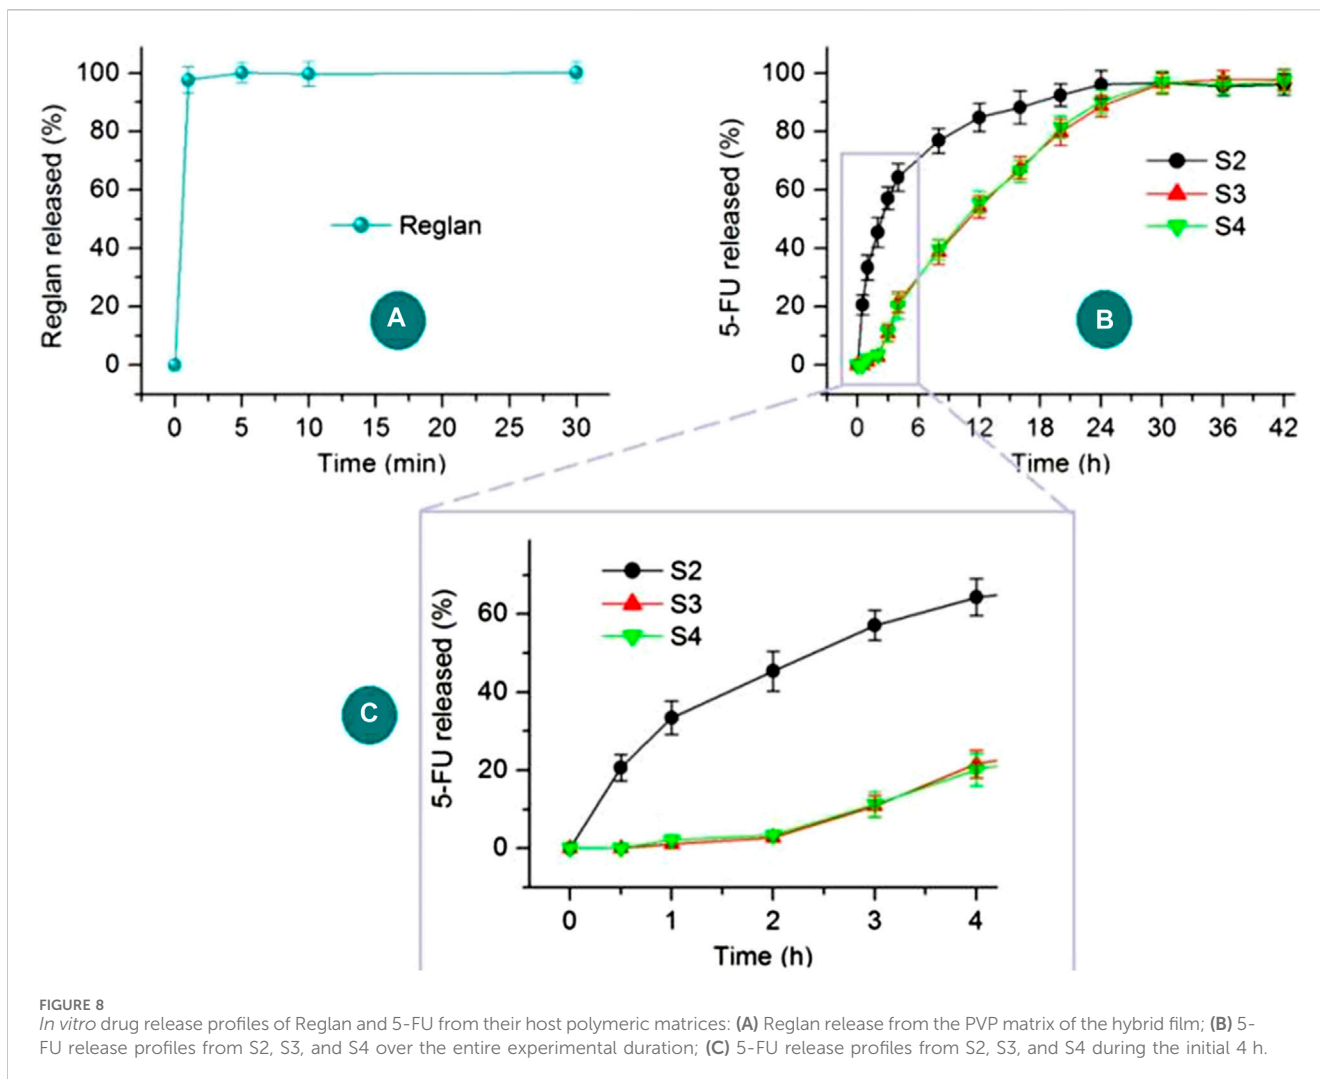 100
80
60
40
20
0
Reglan released (%)
Reglan
A
0 5 10 15 20 25 30
Time (min)
100
80
60
40
20
0
5-FU released (%)
S2
S3
S4
B
0 6 12 18 24 30 36 42
Time (h)
C
60
40
20
0
5-FU released (%)
S2
S3
S4
0 1 2 3 4
Time (h)
FIGURE 8
In vitro drug release profiles of Reglan and 5-FU from their host polymeric matrices: (A) Reglan release from the PVP matrix of the hybrid film; (B) 5-
FU release profiles from S2, S3, and S4 over the entire experimental duration; (C) 5-FU release profiles from S2, S3, and S4 during the initial 4 h.